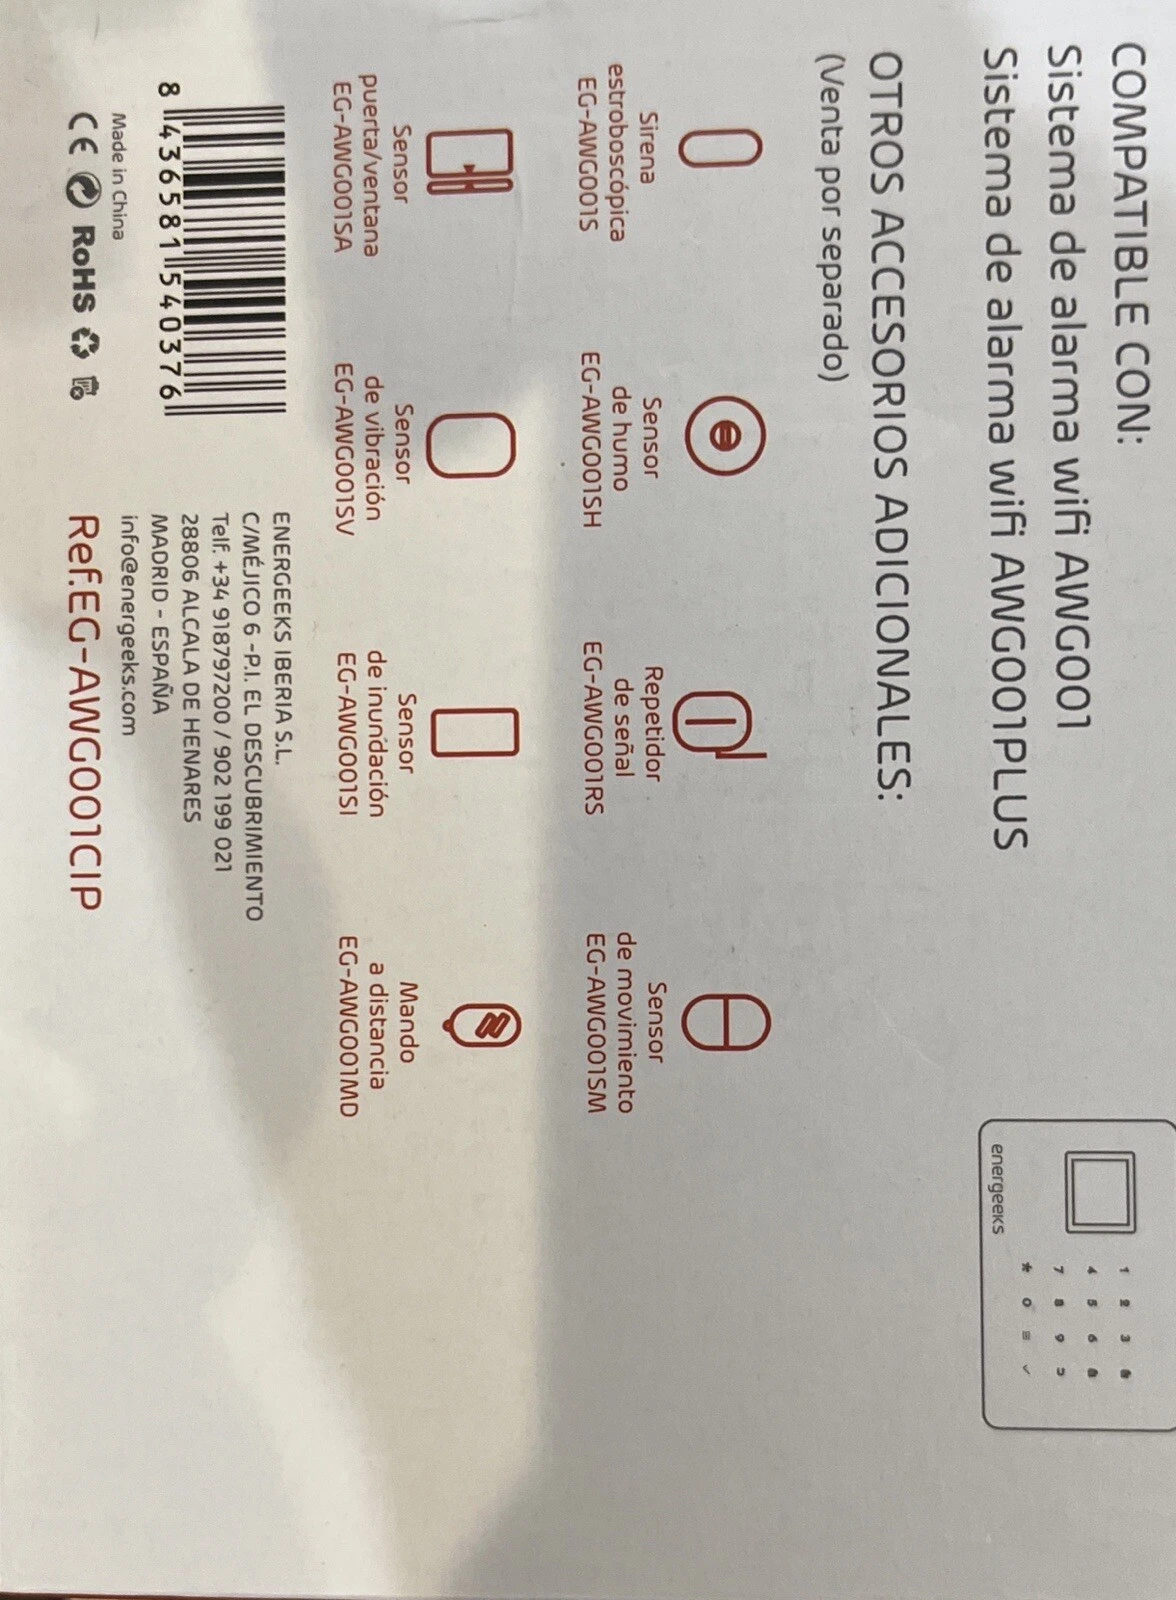 COMPATIBLE CON:
Sistema de alarma wifi AWG001
Sistema de alarma wifi AWG001PLUS
energeeks
1 2 3
4 5 6
7 8 9
* 0
OTROS ACCESORIOS ADICIONALES:
(Venta por separado)
Sirena
estroboscópica
EG-AWG001S
Sensor
de humo
EG-AWG001SH
Repetidor
de señal
EG-AWG001RS
Sensor
de movimiento
EG-AWG001SM
Sensor
puerta/ventana
EG-AWG001SA
Sensor
de vibración
EG-AWG001SV
Sensor
de inundación
EG-AWG001SI
Mando
a distancia
EG-AWG001MD
8 436581 540376
Made in China
CE RoHS
ENERGEEKS IBERIA S.L.
C/MÉJICO 6 -P.I. EL DESCUBRIMIENTO
Telf. +34 918797200 / 902 199 021
28806 ALCALA DE HENARES
MADRID - ESPAÑA
info@energeeks.com
Ref.EG-AWG001CIP